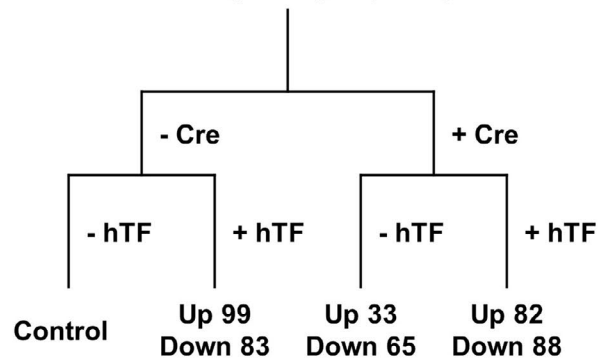 - Cre
+ Cre
- hTF
+ hTF
- hTF
+ hTF
Control
Up 99
Down 83
Up 33
Down 65
Up 82
Down 88